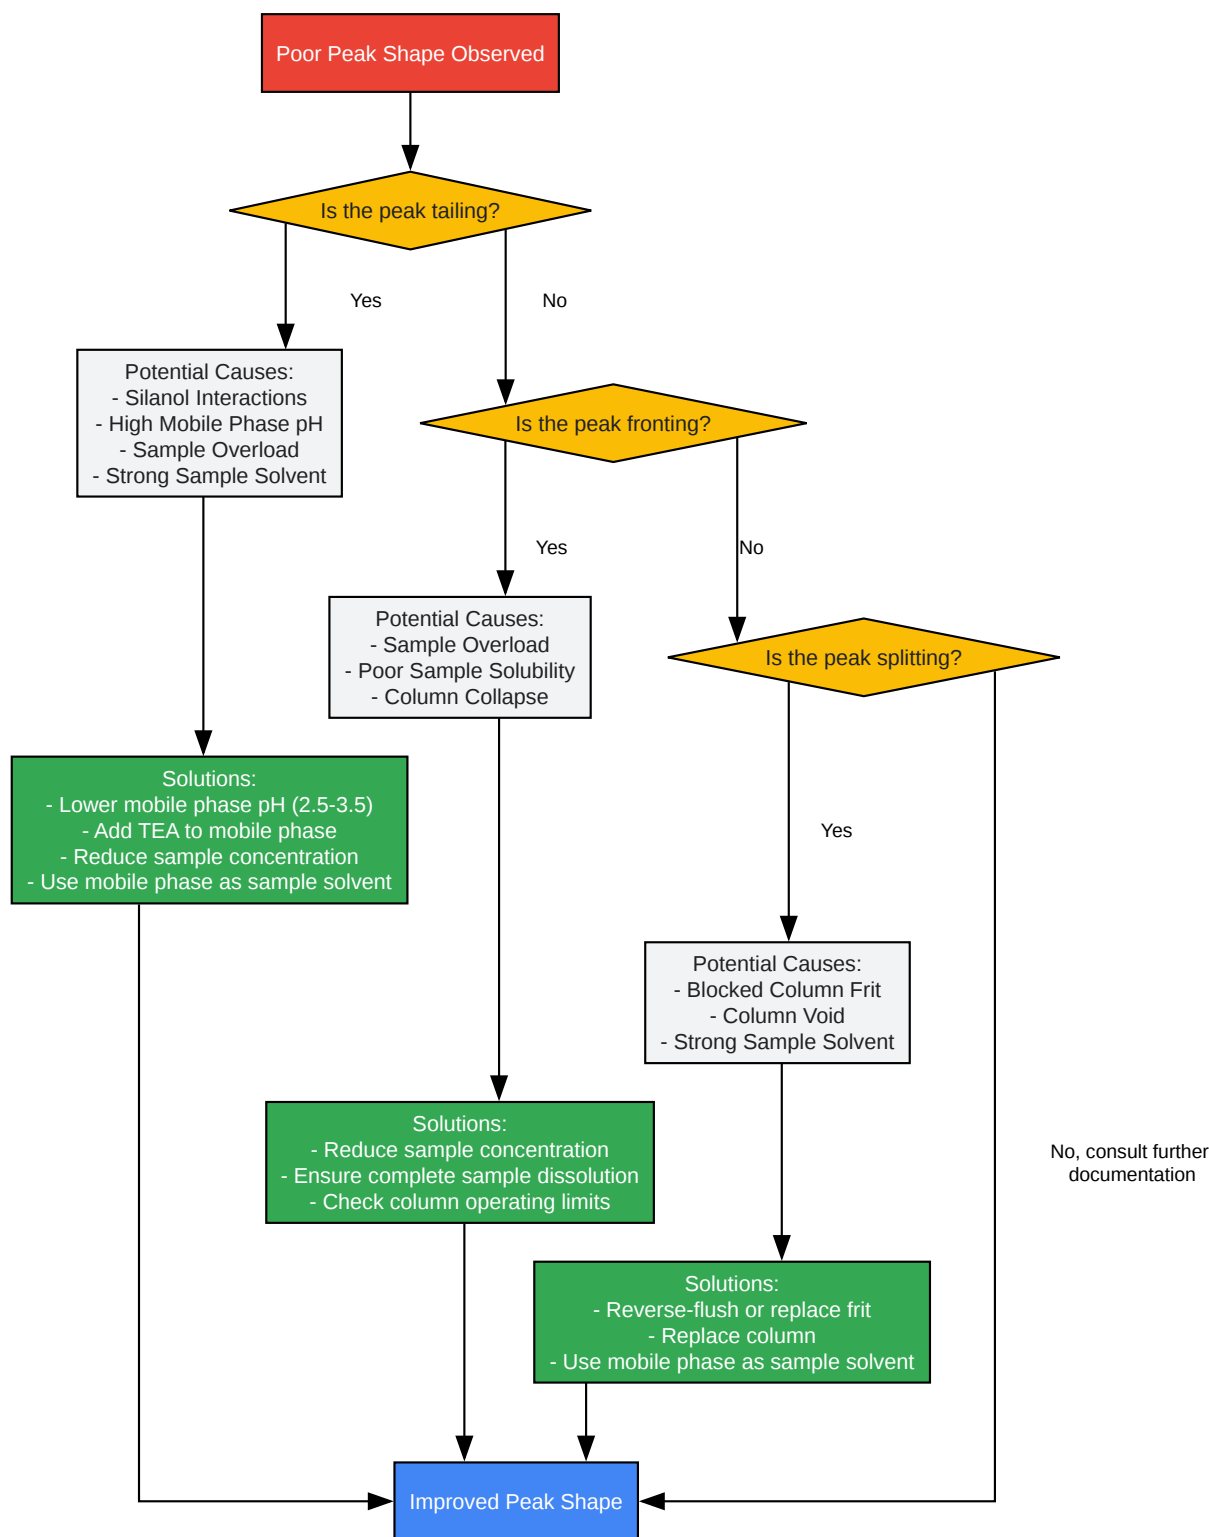 Poor Peak Shape Observed
Is the peak tailing?
Yes
No
Potential Causes:
- Silanol Interactions
- High Mobile Phase pH
- Sample Overload
- Strong Sample Solvent
Is the peak fronting?
Yes
No
Potential Causes:
- Sample Overload
- Poor Sample Solubility
- Column Collapse
Is the peak splitting?
Solutions:
- Lower mobile phase pH (2.5-3.5)
- Add TEA to mobile phase
- Reduce sample concentration
- Use mobile phase as sample solvent
Yes
Potential Causes:
- Blocked Column Frit
- Column Void
- Strong Sample Solvent
Solutions:
- Reduce sample concentration
- Ensure complete sample dissolution
- Check column operating limits
No, consult further
documentation
Solutions:
- Reverse-flush or replace frit
- Replace column
- Use mobile phase as sample solvent
Improved Peak Shape